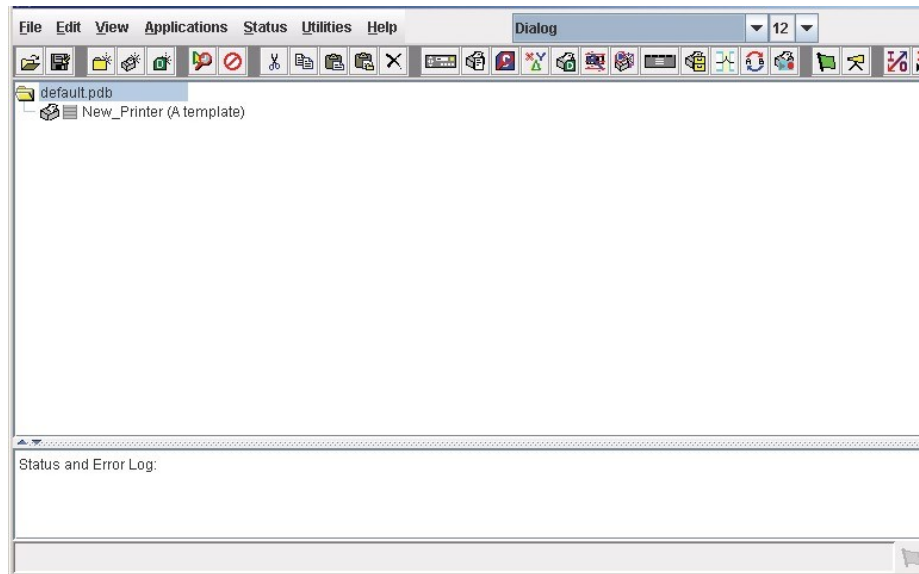 File Edit View Applications Status Utilities Help Dialog 12
default.pdb
New_Printer (A template)
Status and Error Log: